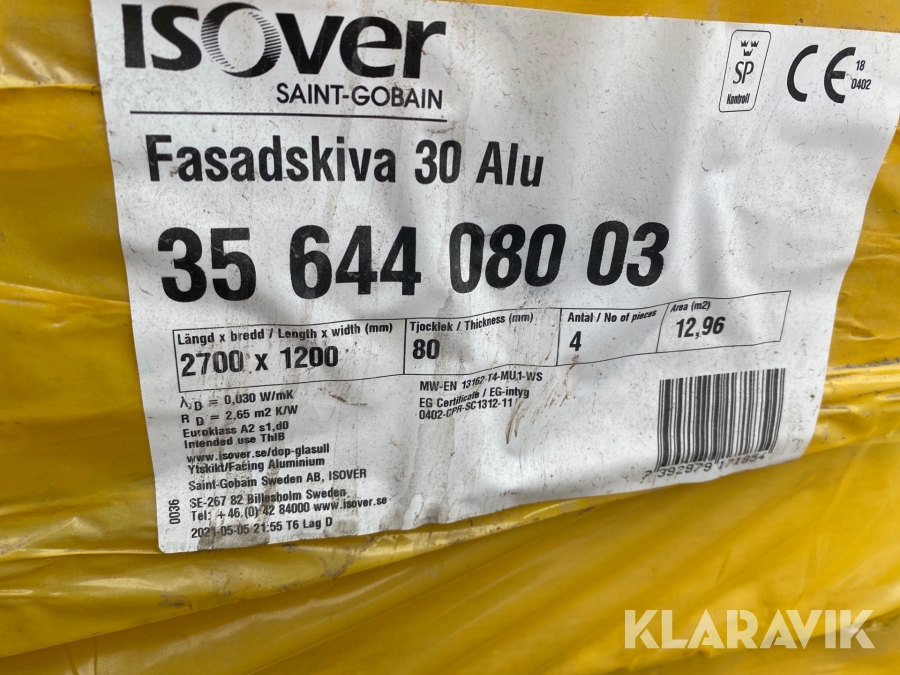 ISOver
SAINT-GOBAIN
SP
Kontroll
CE
18
0402
Fasadskiva 30 Alu
35 644 080 03
Längd x bredd / Length x width (mm)
2700 x 1200
Tjocklek / Thickness (mm)
80
Antal / No of pieces
4
Area (m2)
12,96
λ D = 0,030 W/mK
R D = 2,65 m2 K/W
Euroklass A2 s1,d0
Intended use ThIB
www.isover.se/dop-glasull
Ytskikt/Facing Aluminium
Saint-Gobain Sweden AB, ISOVER
SE-267 82 Billesholm Sweden
Tel: +46 (0) 42 84000 www.isover.se
2021-05-05 21:55 T6 Lag D
0036
MW-EN 13162-T4-MU,1-WS
EG Certificate / EG-intyg
0402-CPR-SC1312-11
7 392979 171854
KLARAVIK